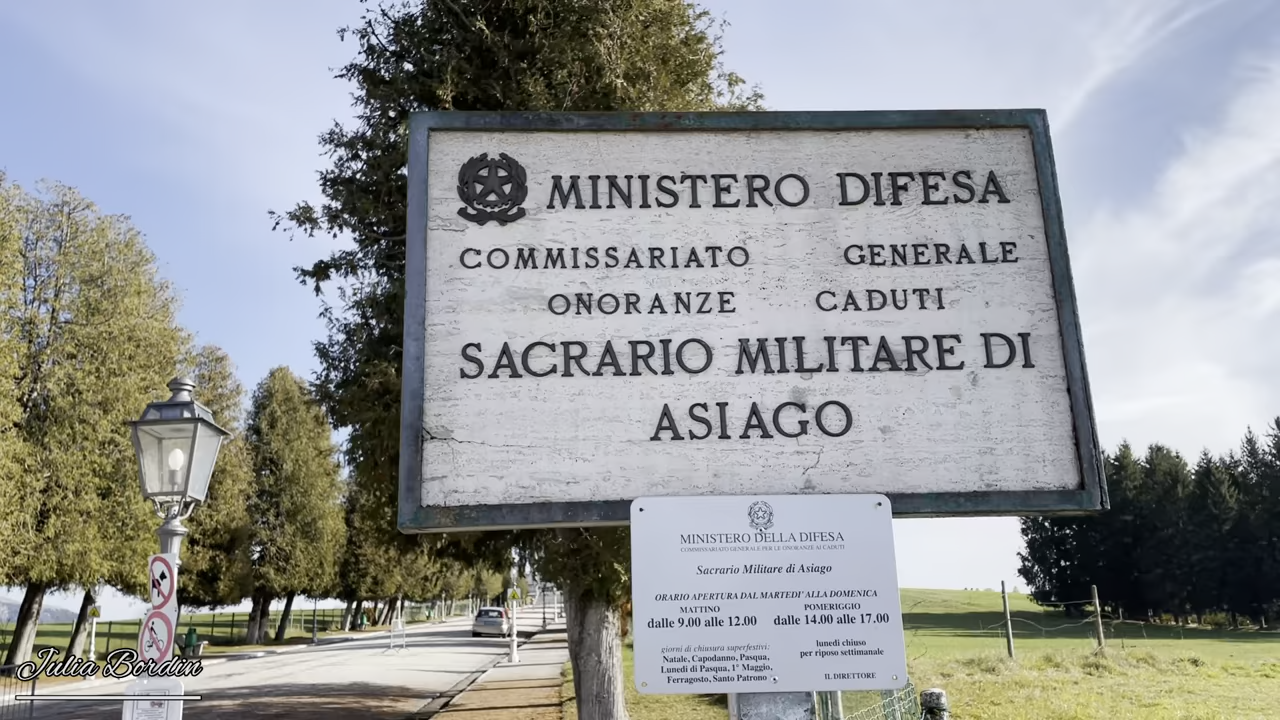 MINISTERO DIFESA
COMMISSARIATO GENERALE
ONORANZE CADUTI
SACRARIO MILITARE DI
ASIAGO
MINISTERO DELLA DIFESA
COMMISSARIATO GENERALE PER LE ONORANZE AI CADUTI
Sacrario Militare di Asiago
ORARIO APERTURA DAL MARTEDI' ALLA DOMENICA
MATTINO
dalle 9.00 alle 12.00
POMERIGGIO
dalle 14.00 alle 17.00
giorni di chiusura superfestivi:
Natale, Capodanno, Pasqua,
Lunedì di Pasqua, 1° Maggio,
Ferragosto, Santo Patrono
lunedì chiuso
per riposo settimanale
IL DIRETTORE
Julia Bordin